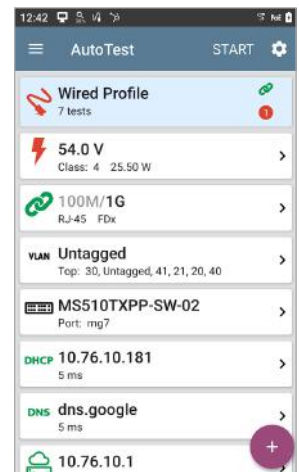 12:42 PoE
AutoTest START
Wired Profile
7 tests 1
54.0 V
Class: 4 25.50 W
100M/1G
RJ-45 FDx
VLAN Untagged
Top: 30, Untagged, 41, 21, 20, 40
MS510TXPP-SW-02
Port: mg7
DHCP 10.76.10.181
5 ms
DNS dns.google
5 ms
10.76.10.1